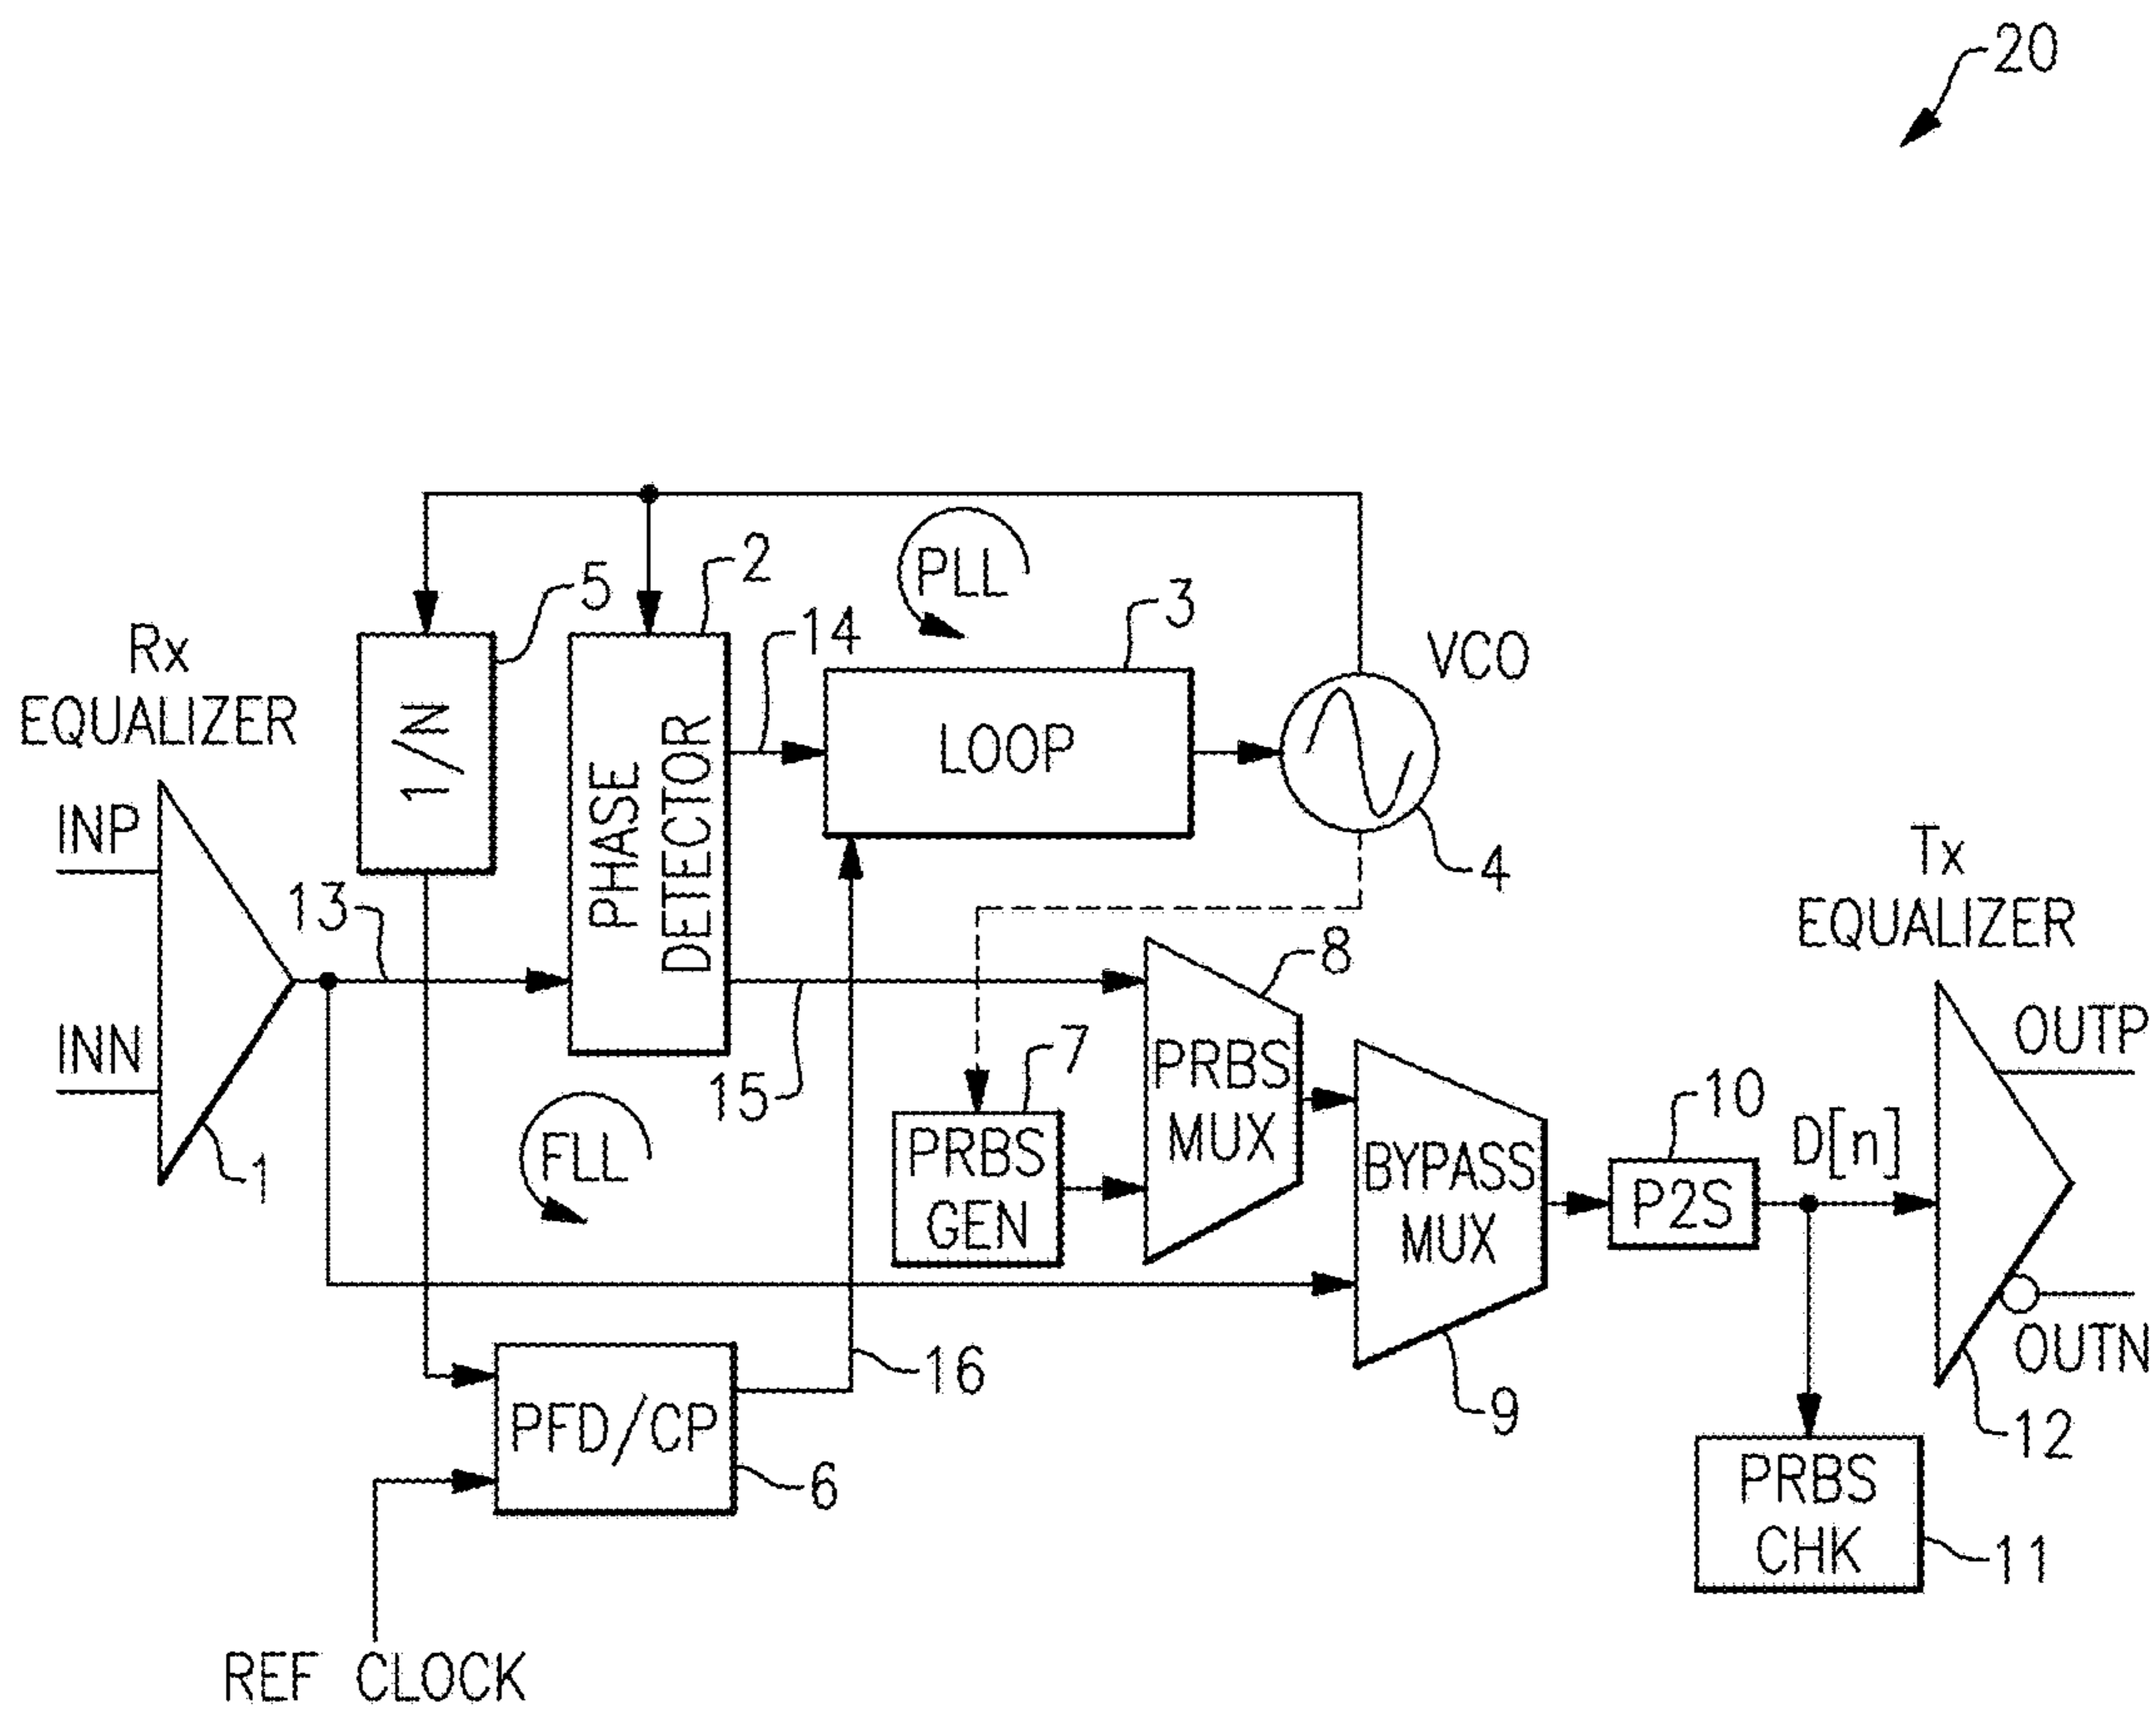 20
PLL
2
5
3
14
Rx
EQUALIZER
VCO
1/N
PHASE
DETECTOR
LOOP
INP
4
Tx
EQUALIZER
13
8
INN
OUTP
7
15
PRBS
MUX
10
D[n]
FLL
PRBS
GEN
1
BYPASS
MUX
P2S
16
OUTN
PFD/CP
9
12
6
PRBS
CHK
11
REF CLOCK